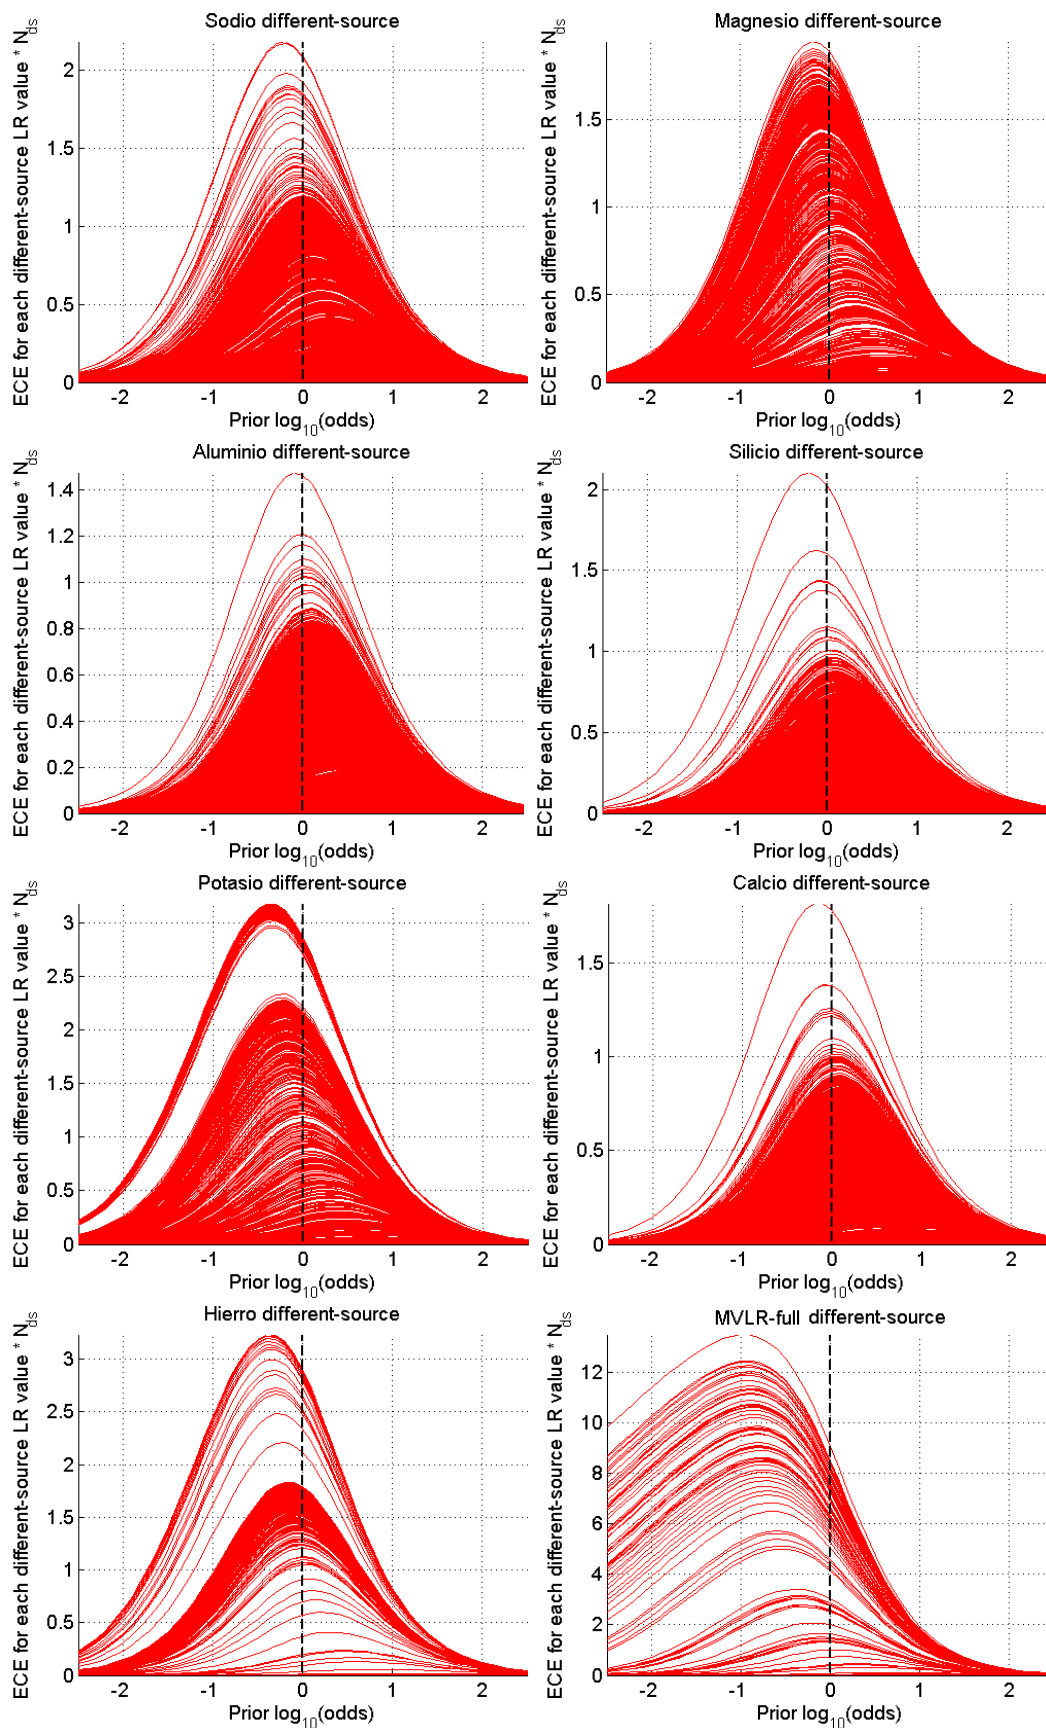 Sodio different-source
ECE for each different-source LR value * N_ds
2
1.5
1
0.5
0
-2 -1 0 1 2
Prior log_10(odds)
Magnesio different-source
ECE for each different-source LR value * N_ds
1.5
1
0.5
0
-2 -1 0 1 2
Prior log_10(odds)
Aluminio different-source
ECE for each different-source LR value * N_ds
1.4
1.2
1
0.8
0.6
0.4
0.2
0
-2 -1 0 1 2
Prior log_10(odds)
Silicio different-source
ECE for each different-source LR value * N_ds
2
1.5
1
0.5
0
-2 -1 0 1 2
Prior log_10(odds)
Potasio different-source
ECE for each different-source LR value * N_ds
3
2.5
2
1.5
1
0.5
0
-2 -1 0 1 2
Prior log_10(odds)
Calcio different-source
ECE for each different-source LR value * N_ds
1.5
1
0.5
0
-2 -1 0 1 2
Prior log_10(odds)
Hierro different-source
ECE for each different-source LR value * N_ds
3
2.5
2
1.5
1
0.5
0
-2 -1 0 1 2
Prior log_10(odds)
MVLR-full different-source
ECE for each different-source LR value * N_ds
12
10
8
6
4
2
0
-2 -1 0 1 2
Prior log_10(odds)